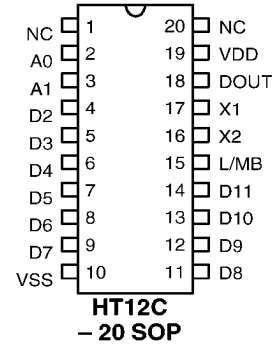 NC 1 20 NC
A0 2 19 VDD
A1 3 18 DOUT
D2 4 17 X1
D3 5 16 X2
D4 6 15 L/MB
D5 7 14 D11
D6 8 13 D10
D7 9 12 D9
VSS 10 11 D8
HT12C
– 20 SOP